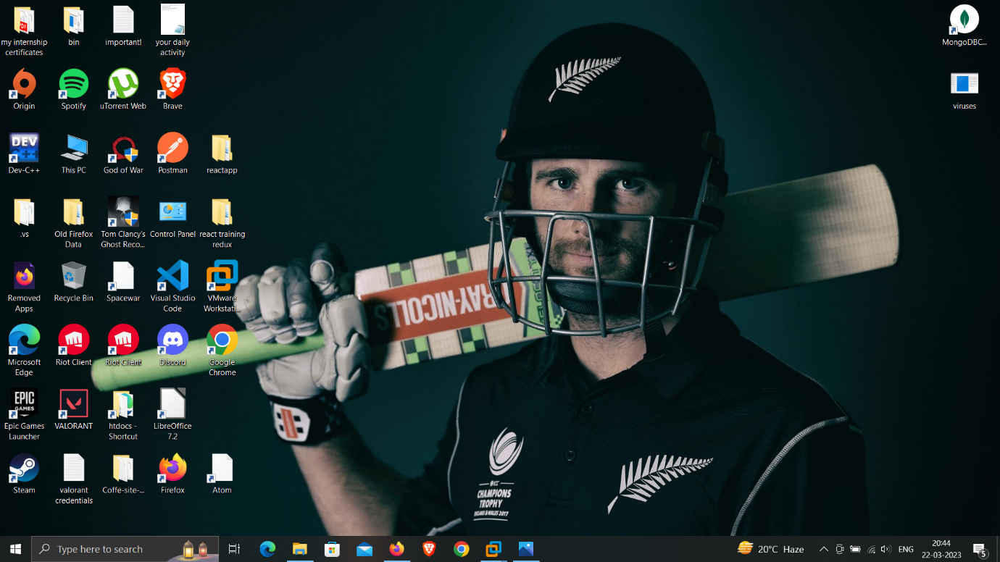 my internship
certificates
bin
important!
your daily
activity
MongoDBC...
Origin
Spotify
uTorrent Web
Brave
viruses
DEV
C++
Dev-C++
This PC
God of War
Postman
reactapp
.vs
Old Firefox
Data
Tom Clancy's
Ghost Reco...
Control Panel
react training
redux
Removed
Apps
Recycle Bin
Spacewar
Visual Studio
Code
VMware
Workstati...
RAY-NICOLLS
Microsoft
Edge
Riot Client
Riot Client
Discord
Google
Chrome
EPIC
GAMES
Epic Games
Launcher
VALORANT
htdocs -
Shortcut
LibreOffice
7.2
Steam
valorant
credentials
Coffe-site-...
Firefox
Atom
ICC
CHAMPIONS
TROPHY
ENGLAND & WALES 2017
Type here to search
20°C Haze
ENG
20:44
22-03-2023
5